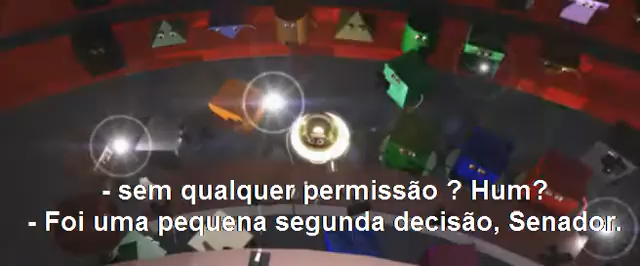 - sem qualquer permissão ? Hum?
- Foi uma pequena segunda decisão, Senador.